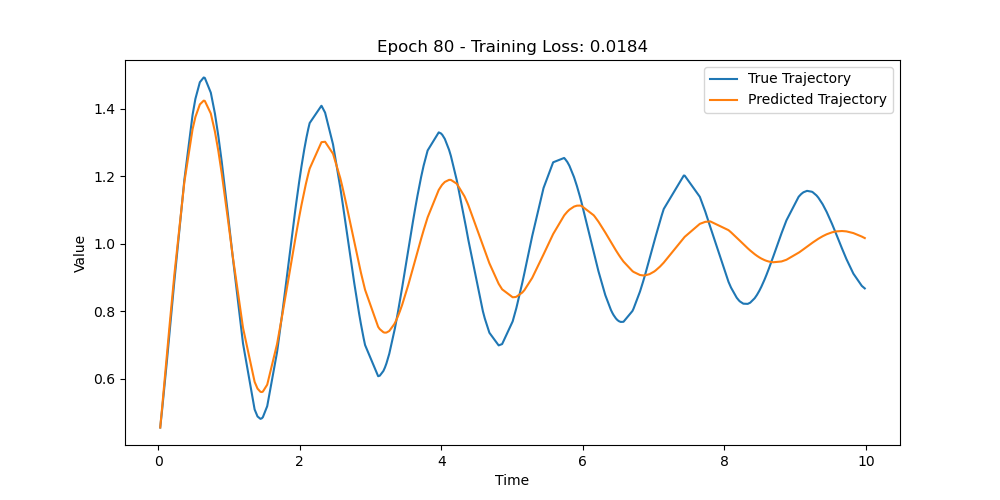 Epoch 80 - Training Loss: 0.0184
True Trajectory
Predicted Trajectory
Value
1.4
1.2
1.0
0.8
0.6
0 2 4 6 8 10
Time